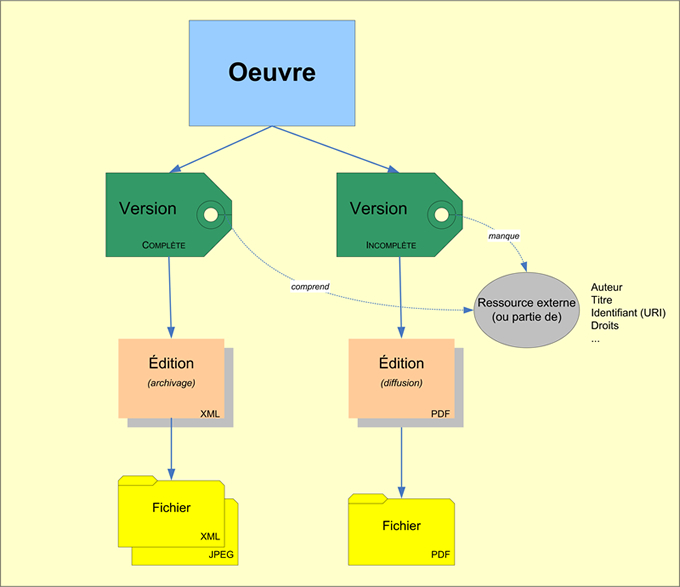 Oeuvre
Version
COMPLÈTE
Version
INCOMPLÈTE
manque
comprend
Ressource externe
(ou partie de)
Auteur
Titre
Identifiant (URI)
Droits
...
Édition
(archivage)
XML
Édition
(diffusion)
PDF
Fichier
XML
JPEG
Fichier
PDF